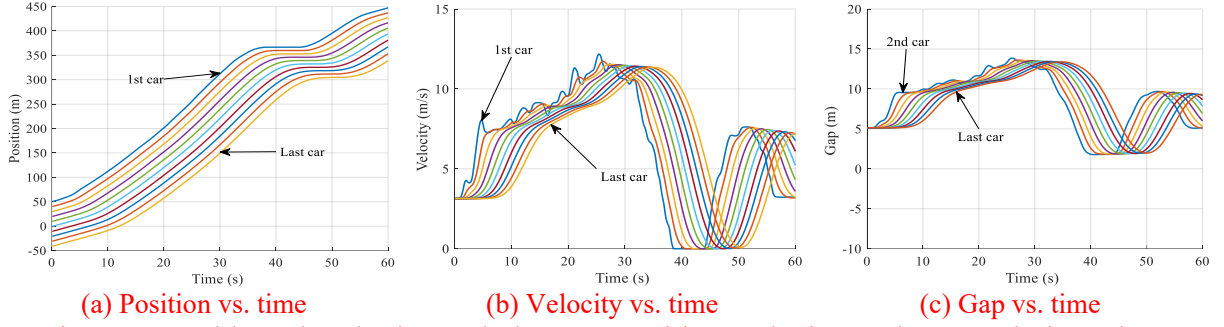 450
400
350
300
250
200
150
100
50
0
-50
0
10
20
30
40
50
60
Position (m)
Time (s)
1st car
Last car
(a) Position vs. time
15
10
5
0
0
10
20
30
40
50
60
Velocity (m/s)
Time (s)
1st car
Last car
(b) Velocity vs. time
20
15
10
5
0
-5
-10
0
10
20
30
40
50
60
Gap (m)
Time (s)
2nd car
Last car
(c) Gap vs. time